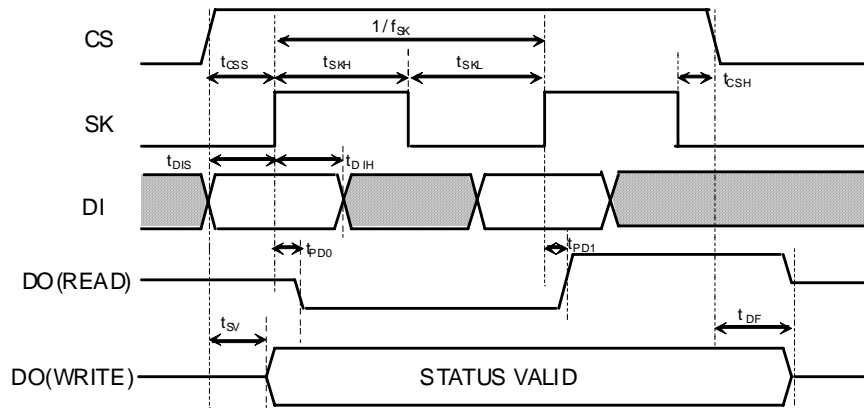 CS
1/fSK
tCSS
tSKH
tSKL
tCSH
SK
tDIS
tDIH
DI
tPD0
tPD1
DO(READ)
tSV
tDF
DO(WRITE)
STATUS VALID